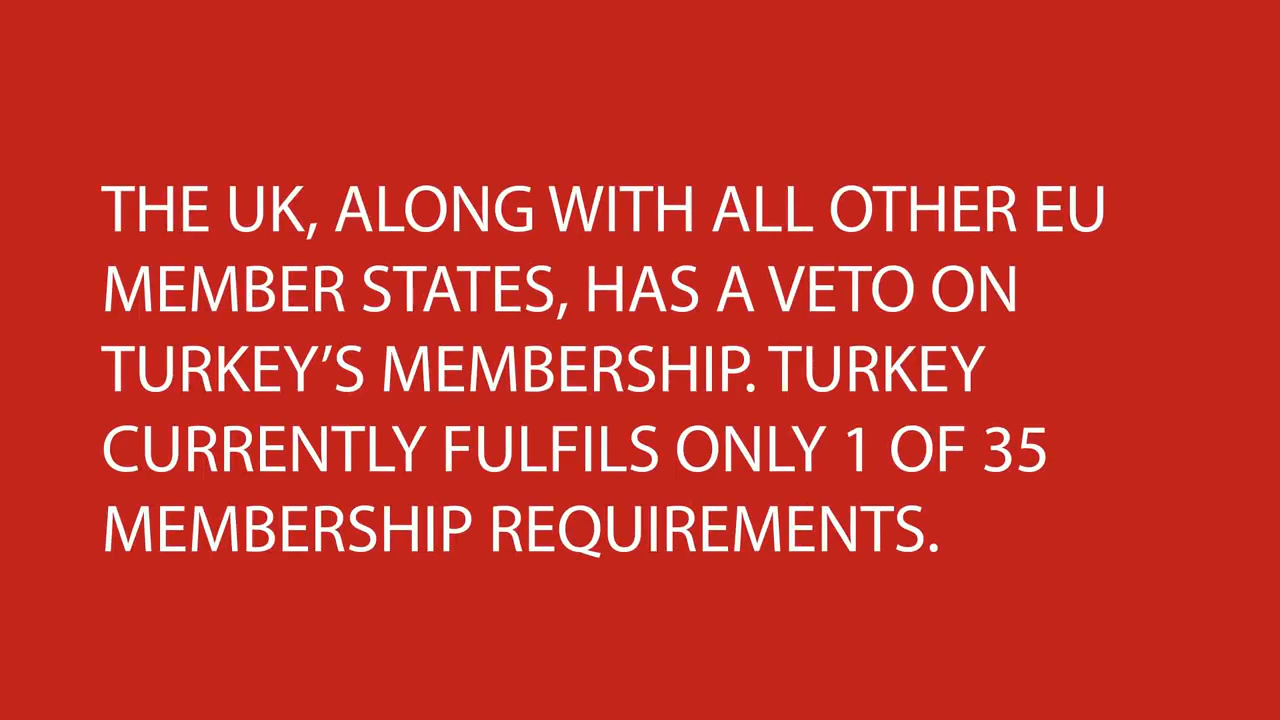 THE UK, ALONG WITH ALL OTHER EU
MEMBER STATES, HAS A VETO ON
TURKEY’S MEMBERSHIP. TURKEY
CURRENTLY FULFILS ONLY 1 OF 35
MEMBERSHIP REQUIREMENTS.